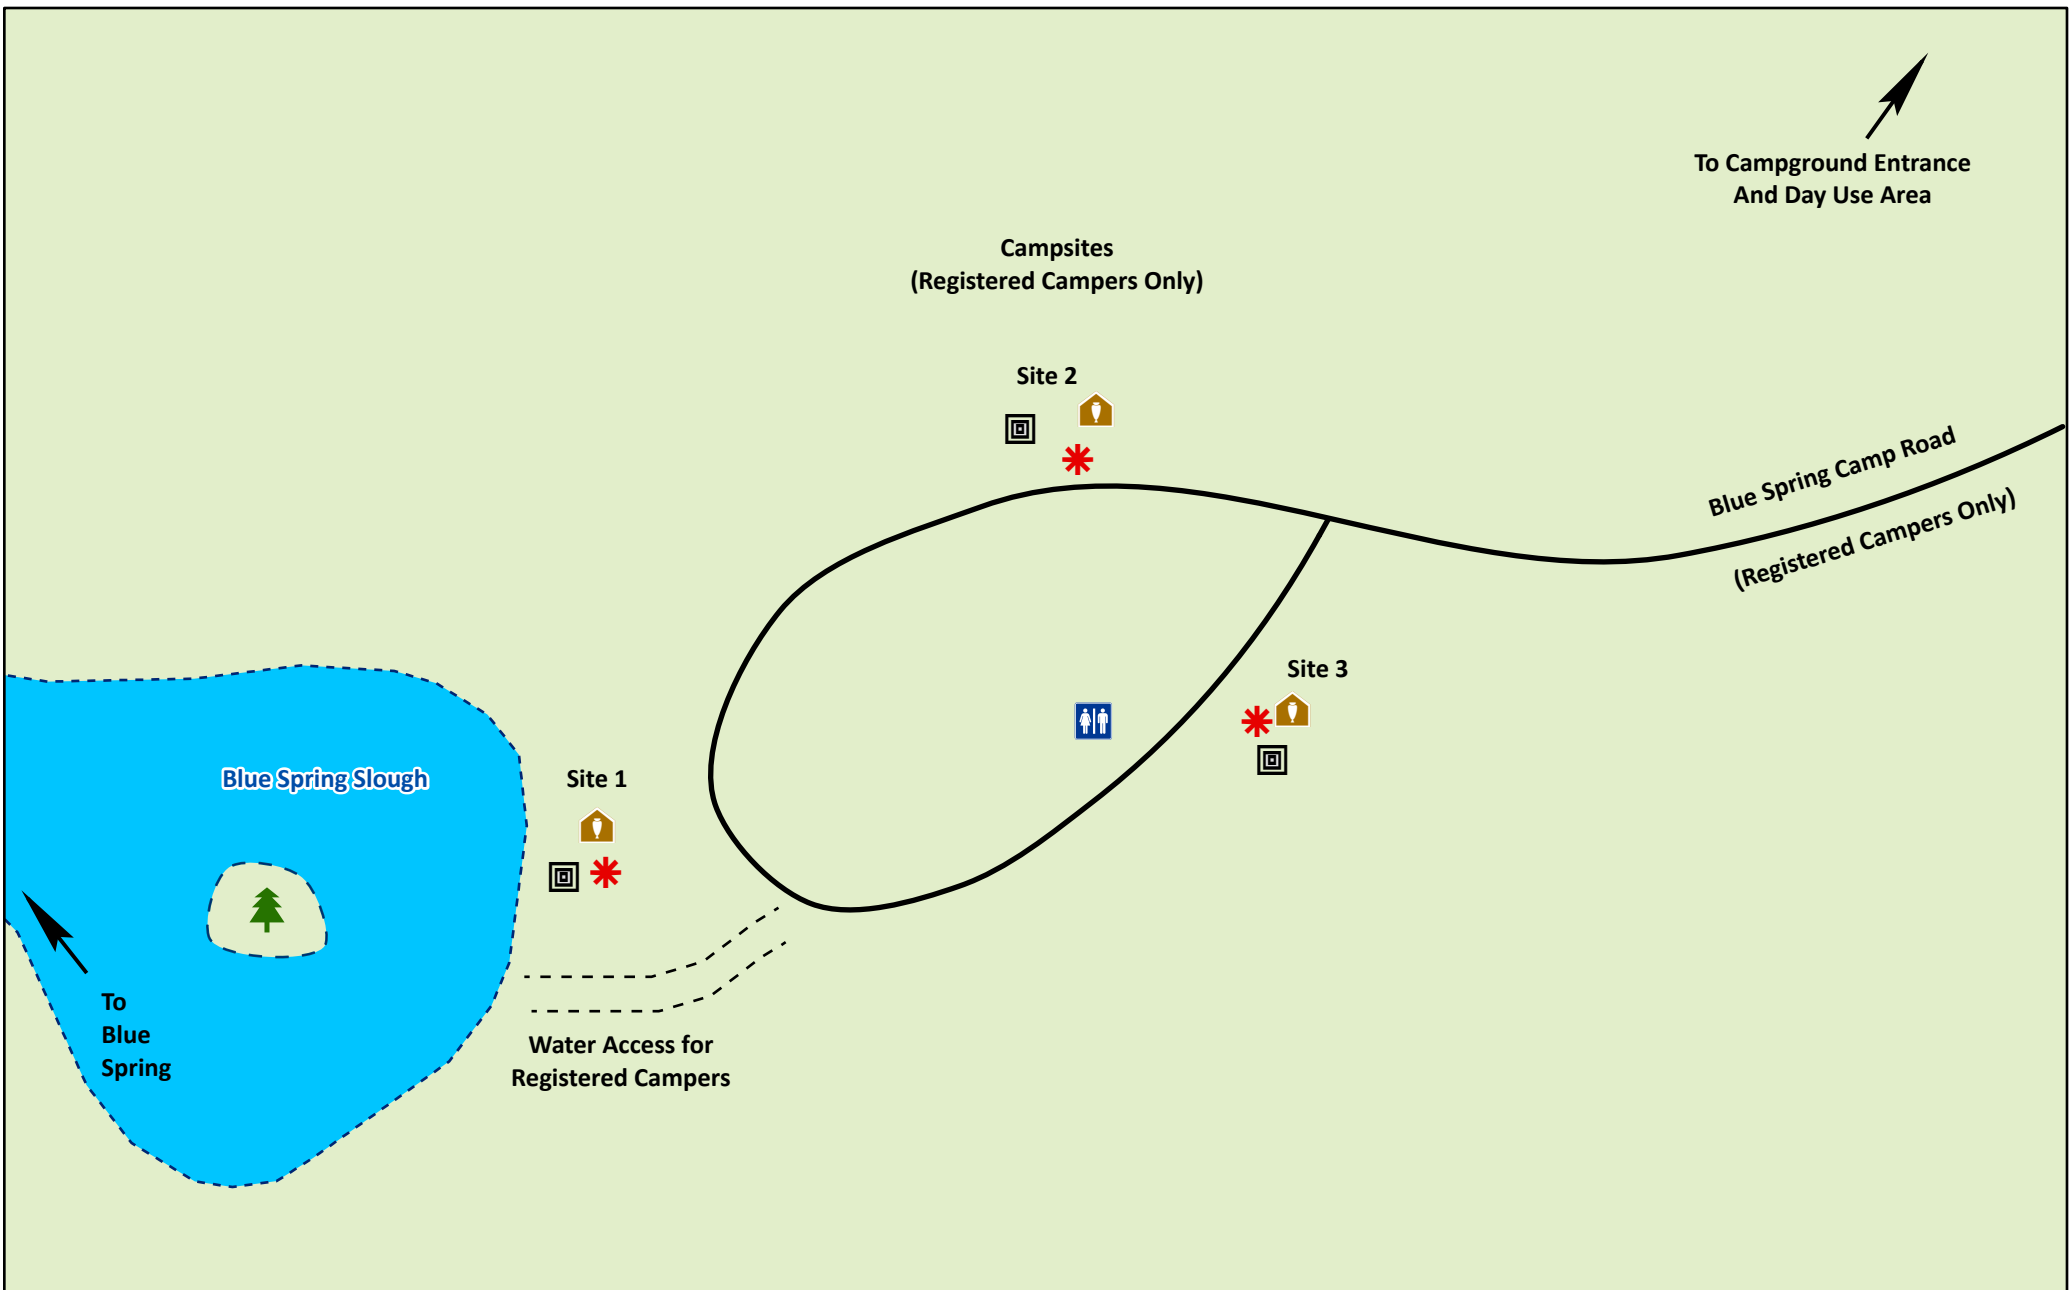 To Campground Entrance
And Day Use Area
Campsites
(Registered Campers Only)
Site 2
Blue Spring Camp Road
(Registered Campers Only)
Site 3
Blue Spring Slough
Site 1
To
Blue
Spring
Water Access for
Registered Campers